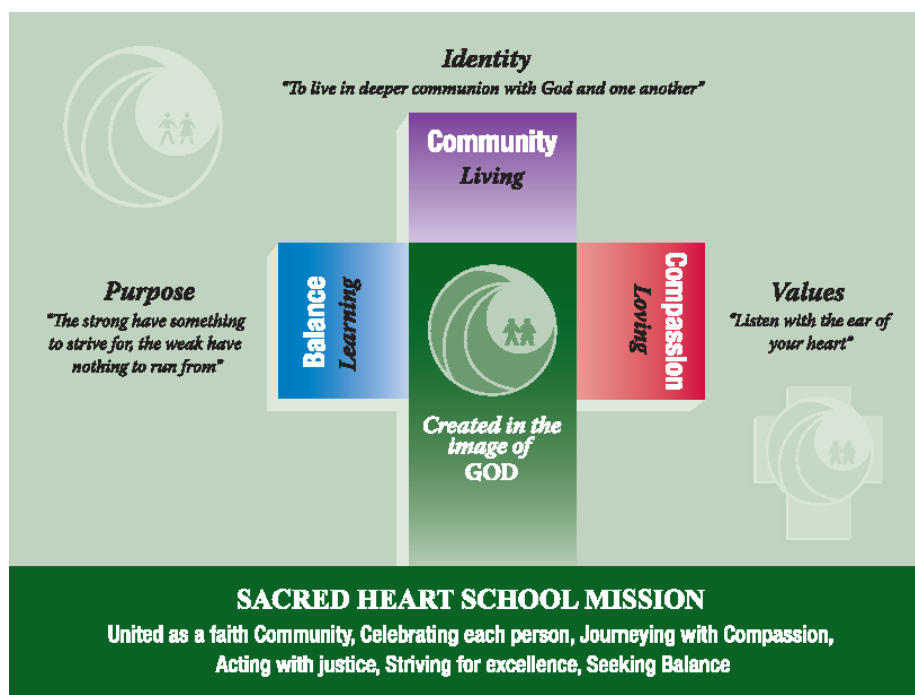 Identity
“To live in deeper communion with God and one another”
Community
Living
Purpose
“The strong have something
to strive for, the weak have
nothing to run from”
Balance
Learning
Compassion
Loving
Values
“Listen with the ear of
your heart”
Created in the
image of
GOD
SACRED HEART SCHOOL MISSION
United as a faith Community, Celebrating each person, Journeying with Compassion,
Acting with justice, Striving for excellence, Seeking Balance